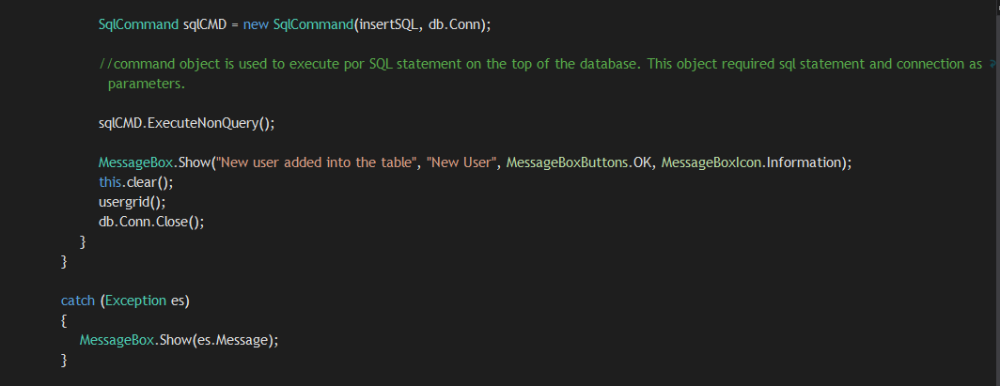 SqlCommand sqlCMD = new SqlCommand(insertSQL, db.Conn);
//command object is used to execute por SQL statement on the top of the database. This object required sql statement and connection as
parameters.
sqlCMD.ExecuteNonQuery();
MessageBox.Show("New user added into the table", "New User", MessageBoxButtons.OK, MessageBoxIcon.Information);
this.clear();
usergrid();
db.Conn.Close();
}
}
catch (Exception es)
{
MessageBox.Show(es.Message);
}